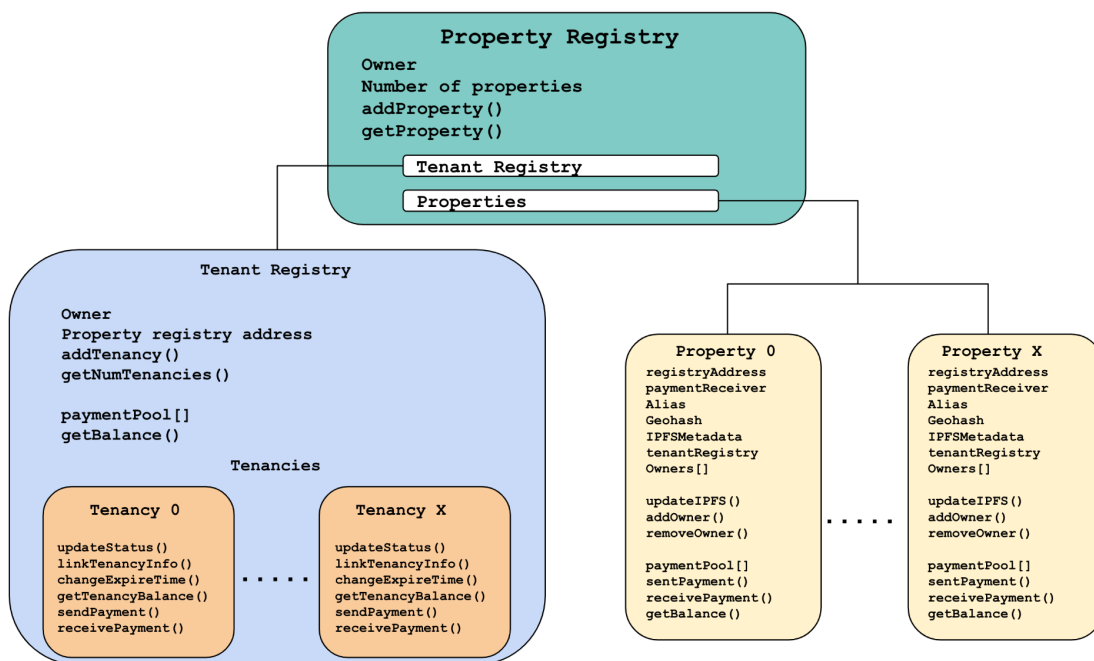 Property Registry
Owner
Number of properties
addProperty()
getProperty()
Tenant Registry
Properties
Tenant Registry
Owner
Property registry address
addTenancy()
getNumTenancies()
paymentPool[]
getBalance()
Tenancies
Tenancy 0
updateStatus()
linkTenancyInfo()
changeExpireTime()
getTenancyBalance()
sendPayment()
receivePayment()
.....
Tenancy X
updateStatus()
linkTenancyInfo()
changeExpireTime()
getTenancyBalance()
sendPayment()
receivePayment()
Property 0
registryAddress
paymentReceiver
Alias
Geohash
IPFSMetadata
tenantRegistry
Owners[]
updateIPFS()
addOwner()
removeOwner()
paymentPool[]
sentPayment()
receivePayment()
getBalance()
.....
Property X
registryAddress
paymentReceiver
Alias
Geohash
IPFSMetadata
tenantRegistry
Owners[]
updateIPFS()
addOwner()
removeOwner()
paymentPool[]
sentPayment()
receivePayment()
getBalance()